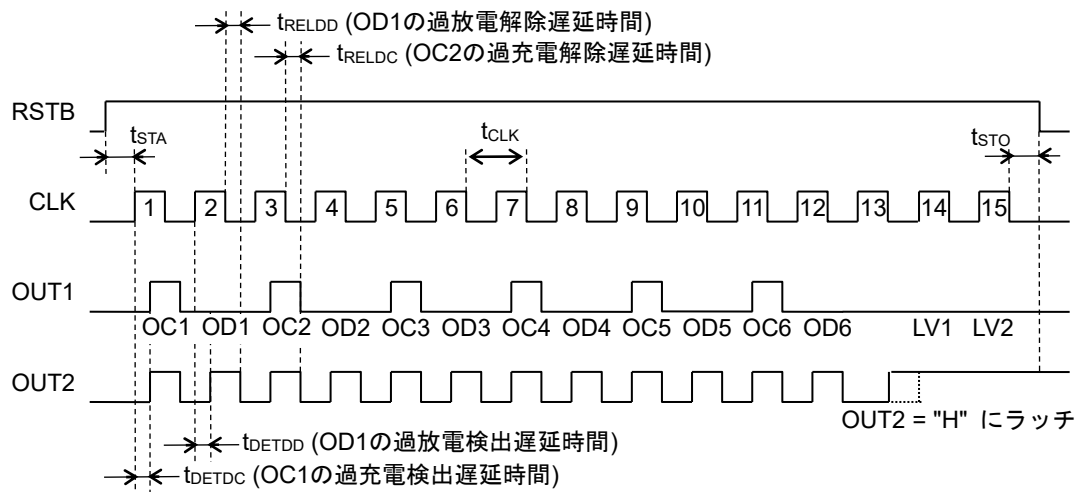 tRELDD (OD1の過放電解除遅延時間)
tRELDC (OC2の過充電解除遅延時間)
RSTB
tSTA
tCLK
tSTO
CLK
1 2 3 4 5 6 7 8 9 10 11 12 13 14 15
OUT1
OC1 OD1 OC2 OD2 OC3 OD3 OC4 OD4 OC5 OD5 OC6 OD6 LV1 LV2
OUT2
OUT2 = "H" にラッチ
tDETDD (OD1の過放電検出遅延時間)
tDETDC (OC1の過充電検出遅延時間)